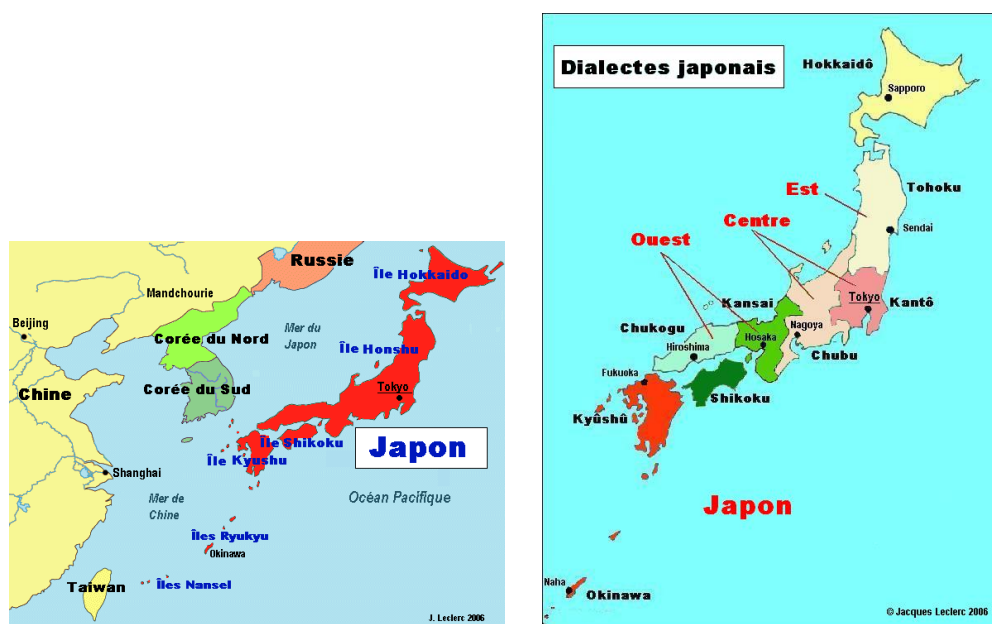 Russie
Île Hokkaido
Mandchourie
Beijing
Mer du
Japon
Corée du Nord
Île Honshu
Chine
Corée du Sud
Tokyo
Île Shikoku
Japon
Île Kyushu
Shanghai
Mer de
Chine
Océan Pacifique
Îles Ryukyu
Okinawa
Îles Nansel
Taiwan
J. Leclerc 2006
Dialectes japonais
Hokkaidô
Sapporo
Est
Tohoku
Centre
Sendai
Ouest
Kansai
Tokyo
Kantô
Chukogu
Nagoya
Hosaka
Hiroshima
Chubu
Fukuoka
Shikoku
Kyûshû
Japon
Naha
Okinawa
© Jacques Leclerc 2006